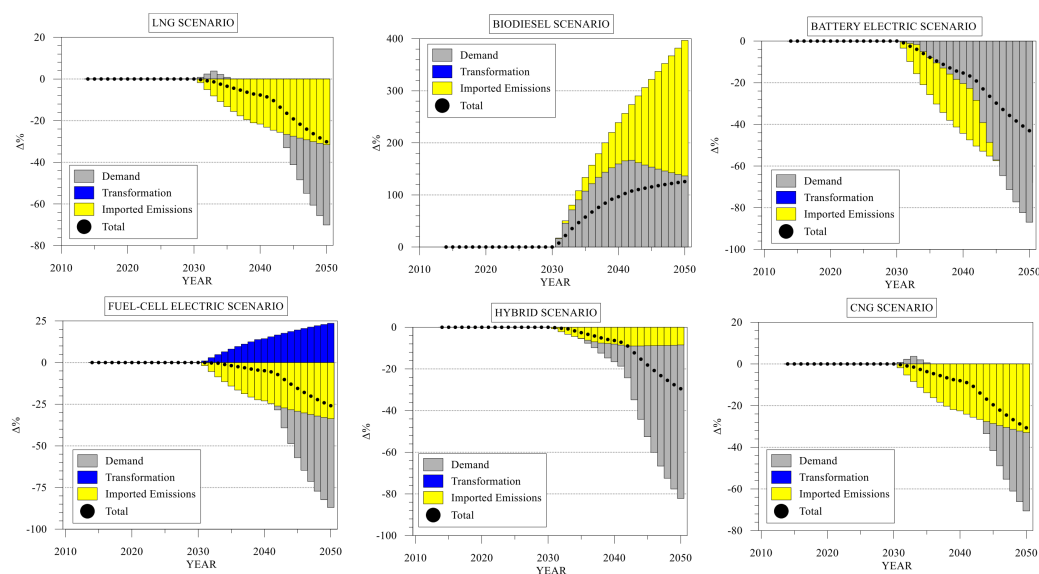 LNG SCENARIO
20
0
-20
-40
-60
-80
Δ%
Demand
Transformation
Imported Emissions
Total
2010 2020 2030 2040 2050
YEAR
BIODIESEL SCENARIO
400
300
200
100
0
Δ%
Demand
Transformation
Imported Emissions
Total
2010 2020 2030 2040 2050
YEAR
BATTERY ELECTRIC SCENARIO
0
-20
-40
-60
-80
-100
Δ%
Demand
Transformation
Imported Emissions
Total
2010 2020 2030 2040 2050
YEAR
FUEL-CELL ELECTRIC SCENARIO
25
0
-25
-50
-75
-100
Δ%
Demand
Transformation
Imported Emissions
Total
2010 2020 2030 2040 2050
YEAR
HYBRID SCENARIO
0
-20
-40
-60
-80
-100
Δ%
Demand
Transformation
Imported Emissions
Total
2010 2020 2030 2040 2050
YEAR
CNG SCENARIO
20
0
-20
-40
-60
-80
Δ%
Demand
Transformation
Imported Emissions
Total
2010 2020 2030 2040 2050
YEAR